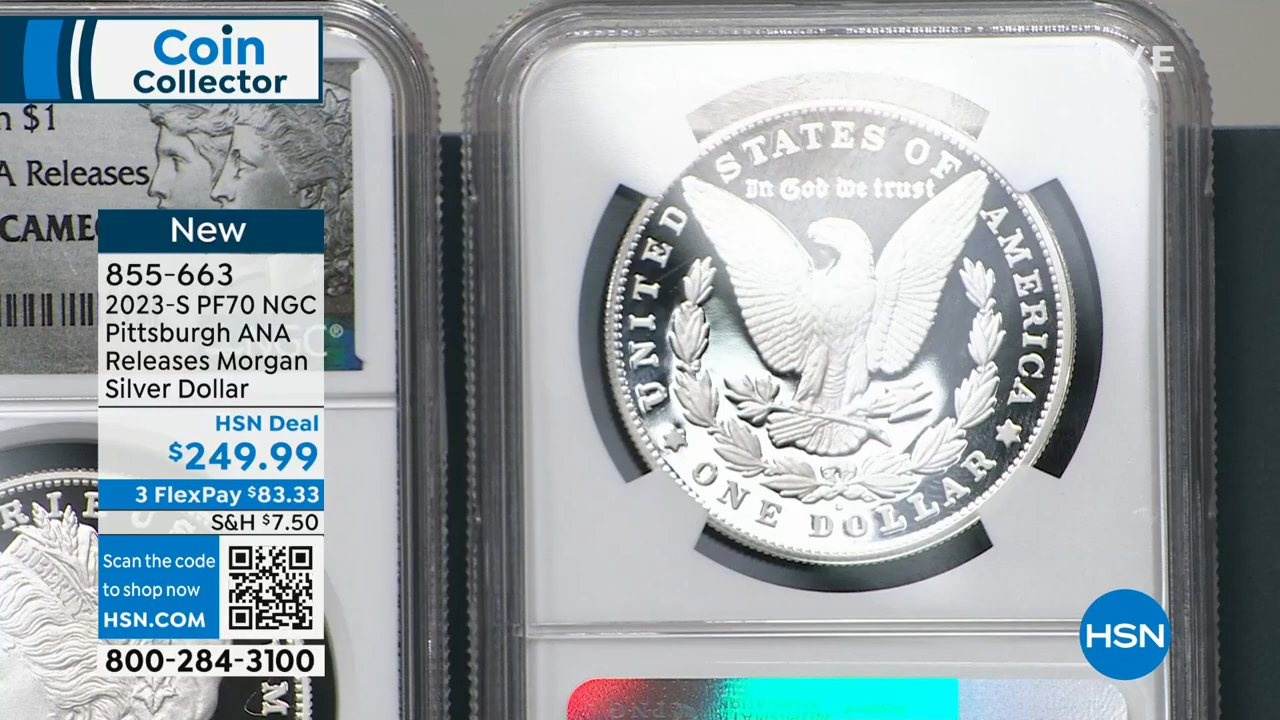 Coin
Collector
n $1
A Releases
CAME
New
855-663
2023-S PF70 NGC
Pittsburgh ANA
Releases Morgan
Silver Dollar
HSN Deal
$249.99
3 FlexPay $83.33
S&H $7.50
Scan the code
to shop now
HSN.COM
800-284-3100
UNITED STATES OF AMERICA
In God we trust
ONE DOLLAR
HSN